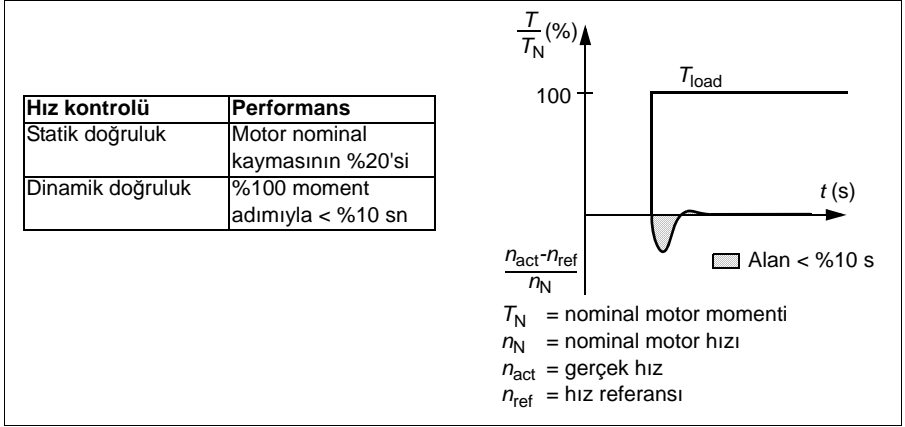 Hız kontrolü Performans
Statik doğruluk Motor nominal
kaymasının %20'si
Dinamik doğruluk %100 moment
adımıyla < %10 sn
T
T_N (%)
T_load
100
t (s)
n_act-n_ref
n_N
Alan < %10 s
T_N = nominal motor momenti
n_N = nominal motor hızı
n_act = gerçek hız
n_ref = hız referansı